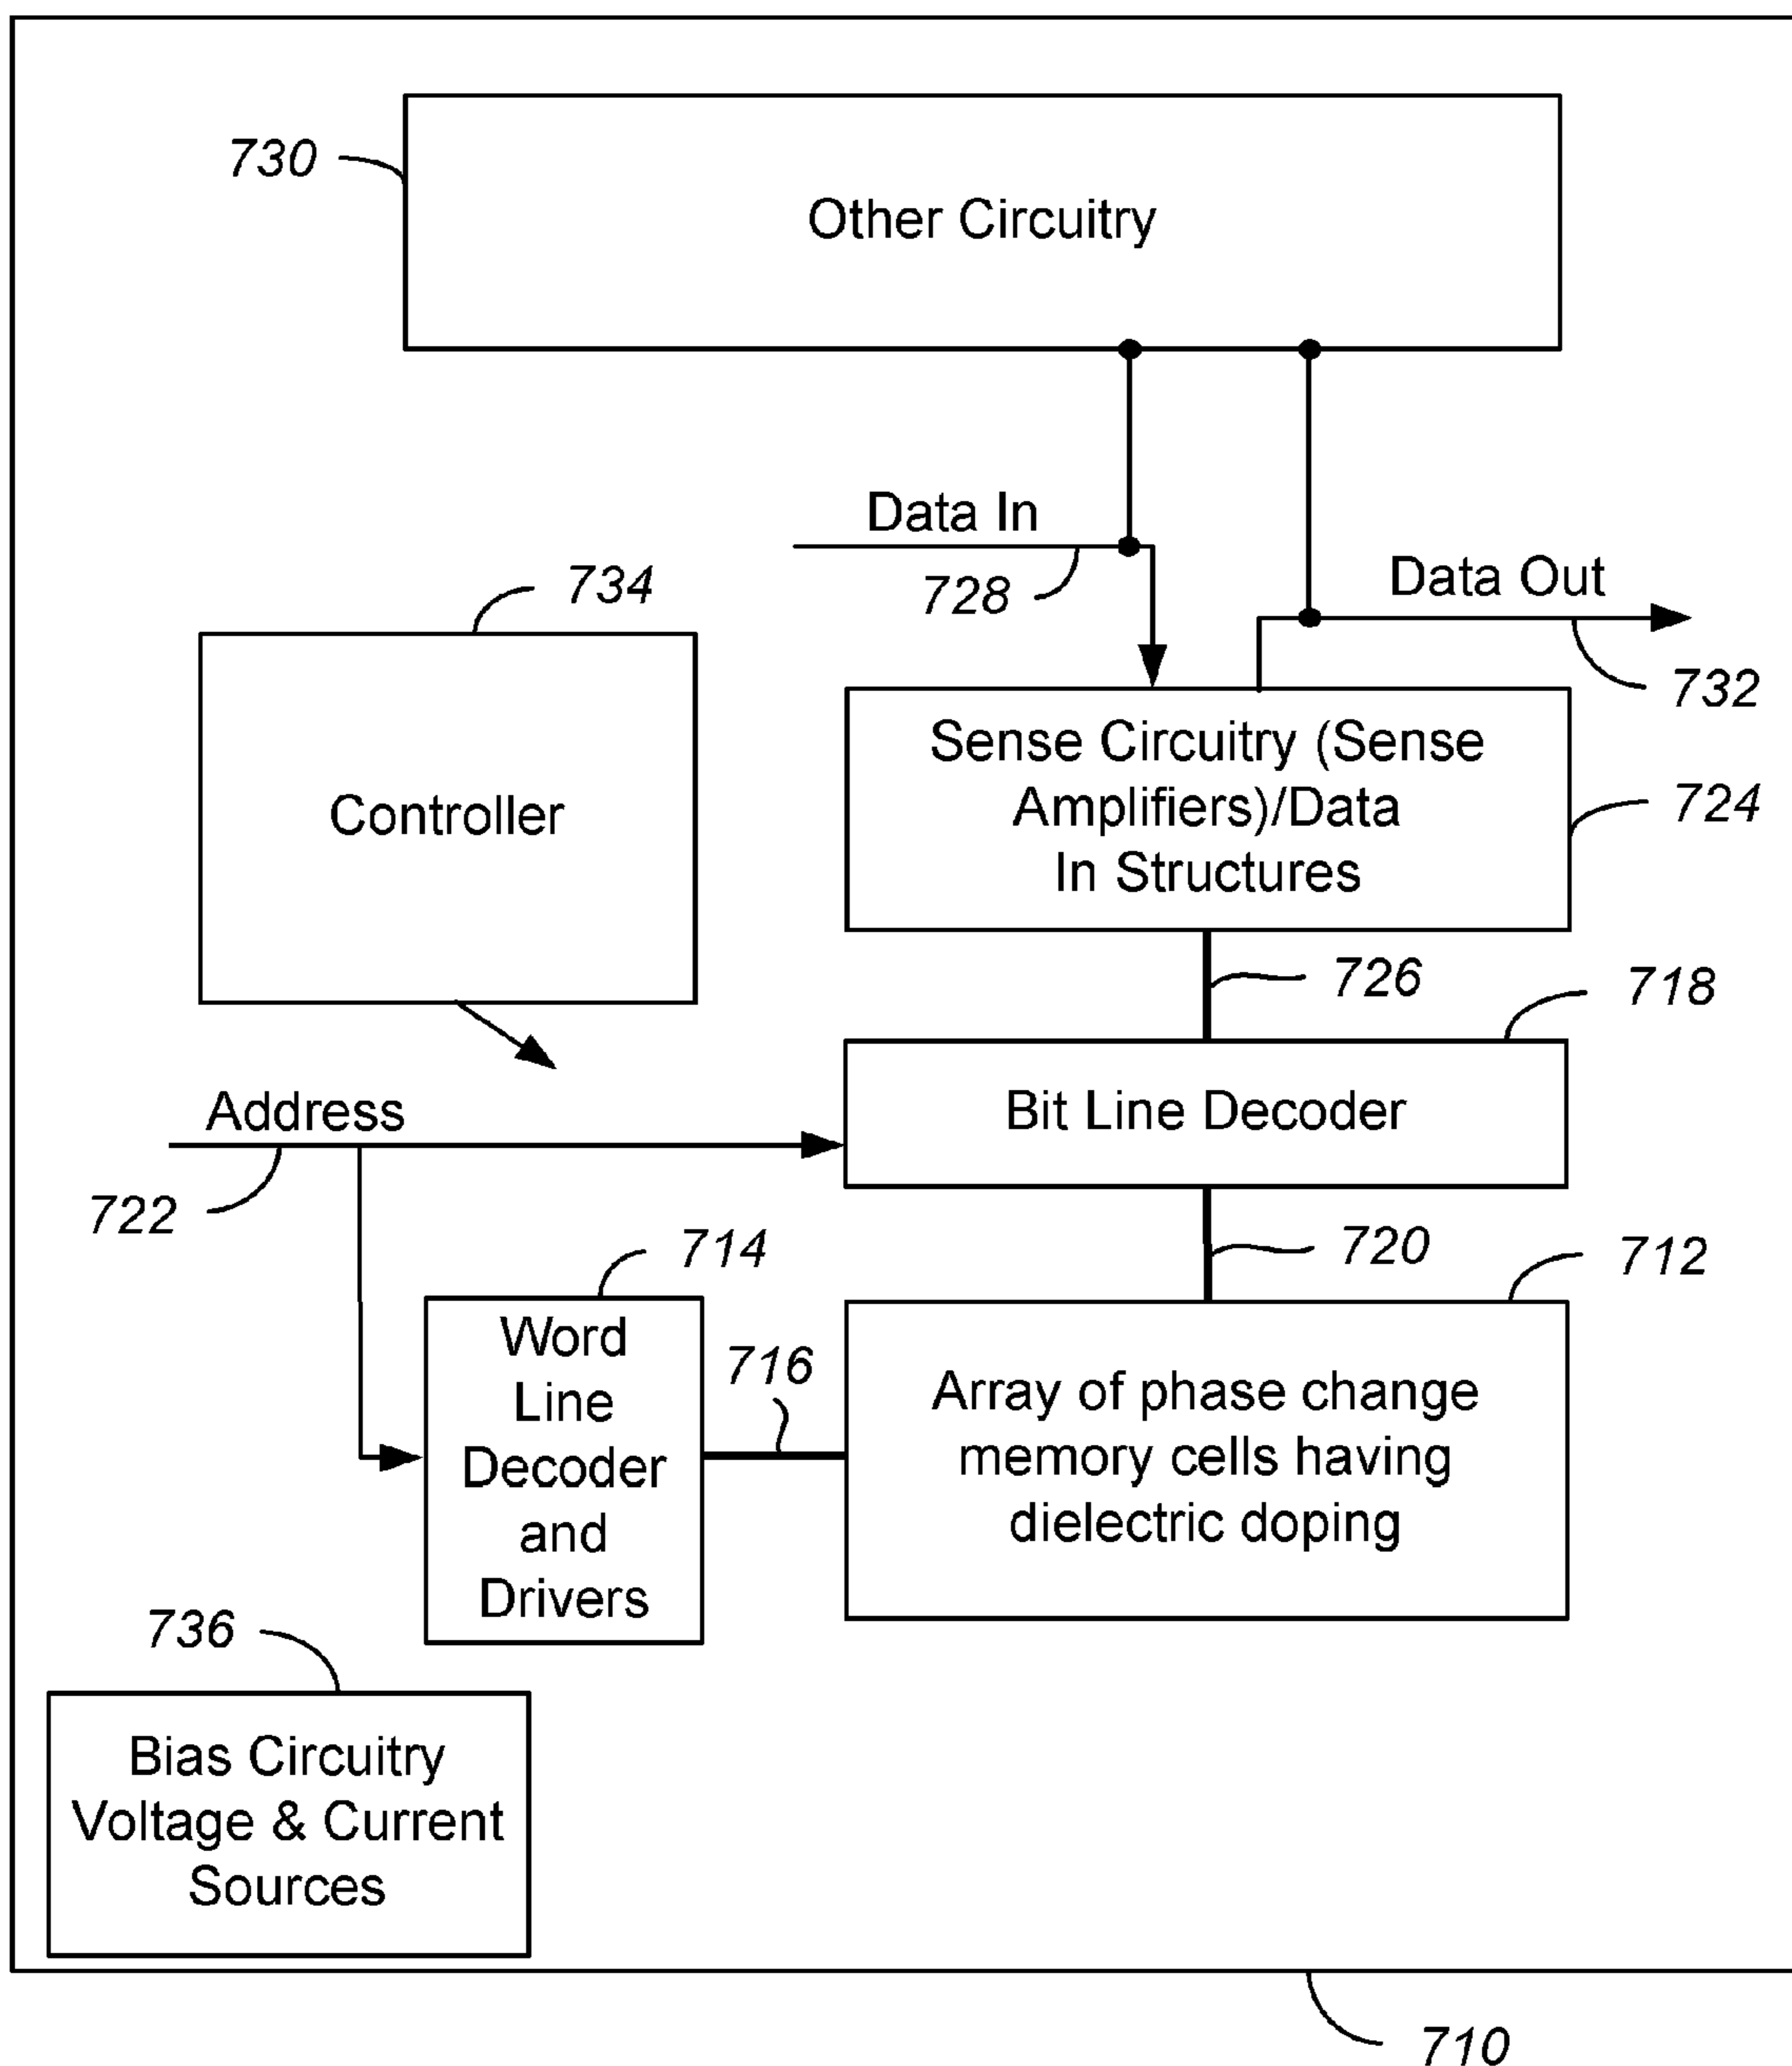 730
Other Circuitry
Data In
728
734
Data Out
732
Controller
Sense Circuitry (Sense
Amplifiers)/Data
In Structures
724
726
718
Address
Bit Line Decoder
722
714
720
712
Word
Line
Decoder
and
Drivers
716
Array of phase change
memory cells having
dielectric doping
736
Bias Circuitry
Voltage & Current
Sources
710